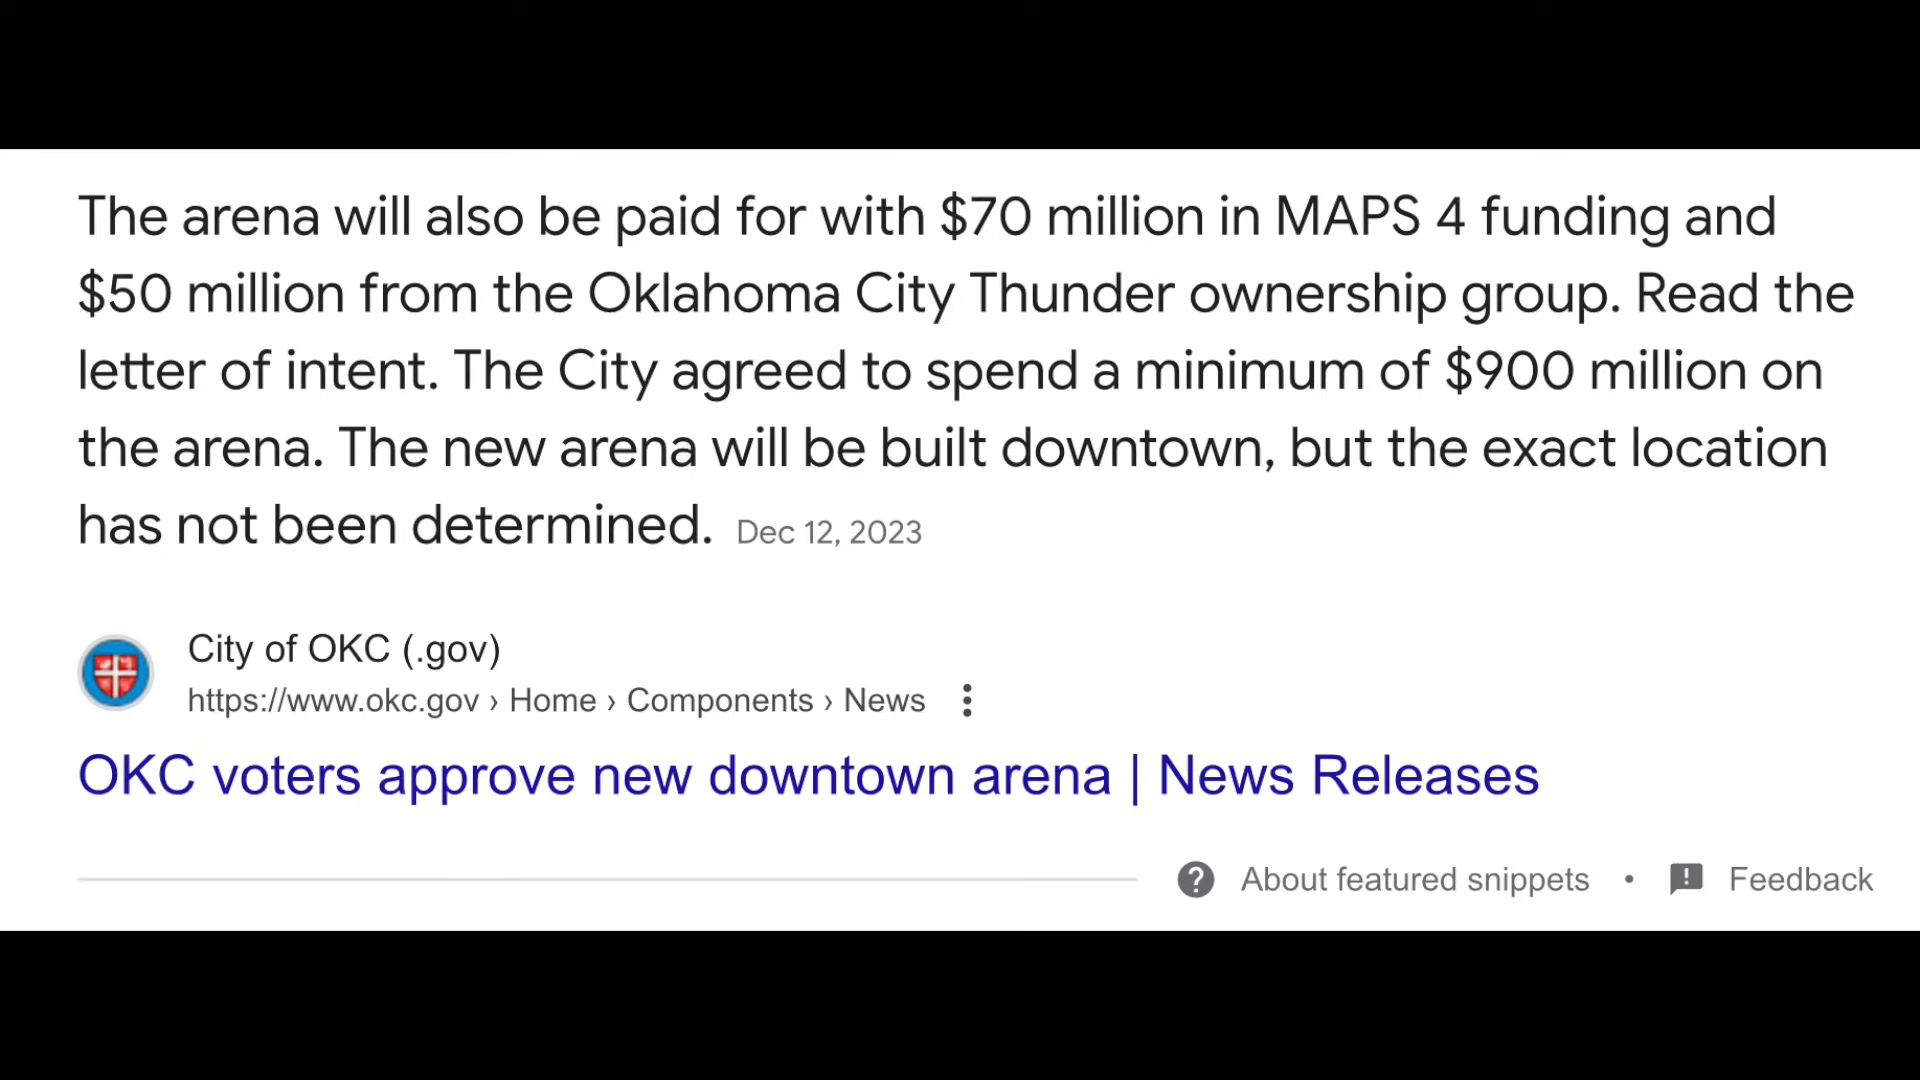 The arena will also be paid for with $70 million in MAPS 4 funding and
$50 million from the Oklahoma City Thunder ownership group. Read the
letter of intent. The City agreed to spend a minimum of $900 million on
the arena. The new arena will be built downtown, but the exact location
has not been determined. Dec 12, 2023
City of OKC (.gov)
https://www.okc.gov › Home › Components › News
OKC voters approve new downtown arena | News Releases
About featured snippets • Feedback